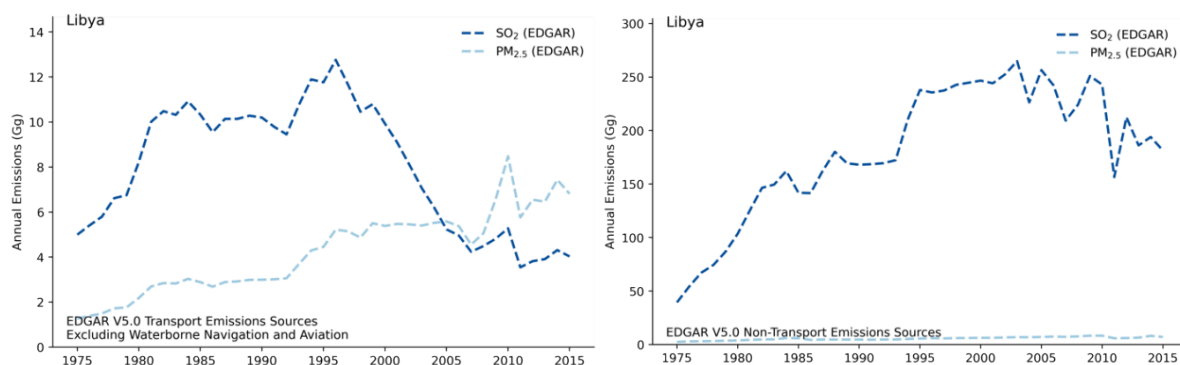 Libya
SO₂ (EDGAR)
PM₂.₅ (EDGAR)
Annual Emissions (Gg)
14
12
10
8
6
4
2
0
EDGAR V5.0 Transport Emissions Sources
Excluding Waterborne Navigation and Aviation
1975 1980 1985 1990 1995 2000 2005 2010 2015
Libya
SO₂ (EDGAR)
PM₂.₅ (EDGAR)
Annual Emissions (Gg)
300
250
200
150
100
50
0
EDGAR V5.0 Non-Transport Emissions Sources
1975 1980 1985 1990 1995 2000 2005 2010 2015